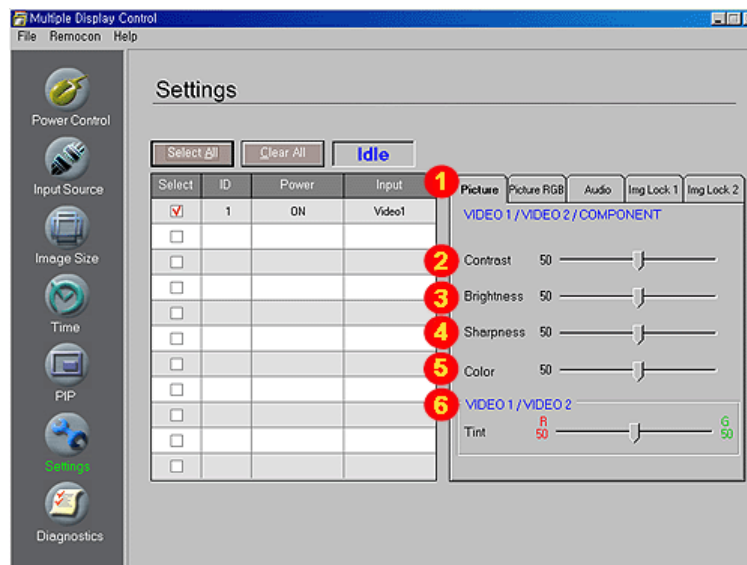 Multiple Display Control
File Remocon Help
Power Control
Input Source
Image Size
Time
PIP
Settings
Diagnostics
Settings
Select All Clear All Idle
Select ID Power Input
1 ON Video1
1 Picture Picture RGB Audio Img Lock 1 Img Lock 2
VIDEO 1 / VIDEO 2 / COMPONENT
2 Contrast 50
3 Brightness 50
4 Sharpness 50
5 Color 50
6 VIDEO 1 / VIDEO 2
Tint R 50 G 50